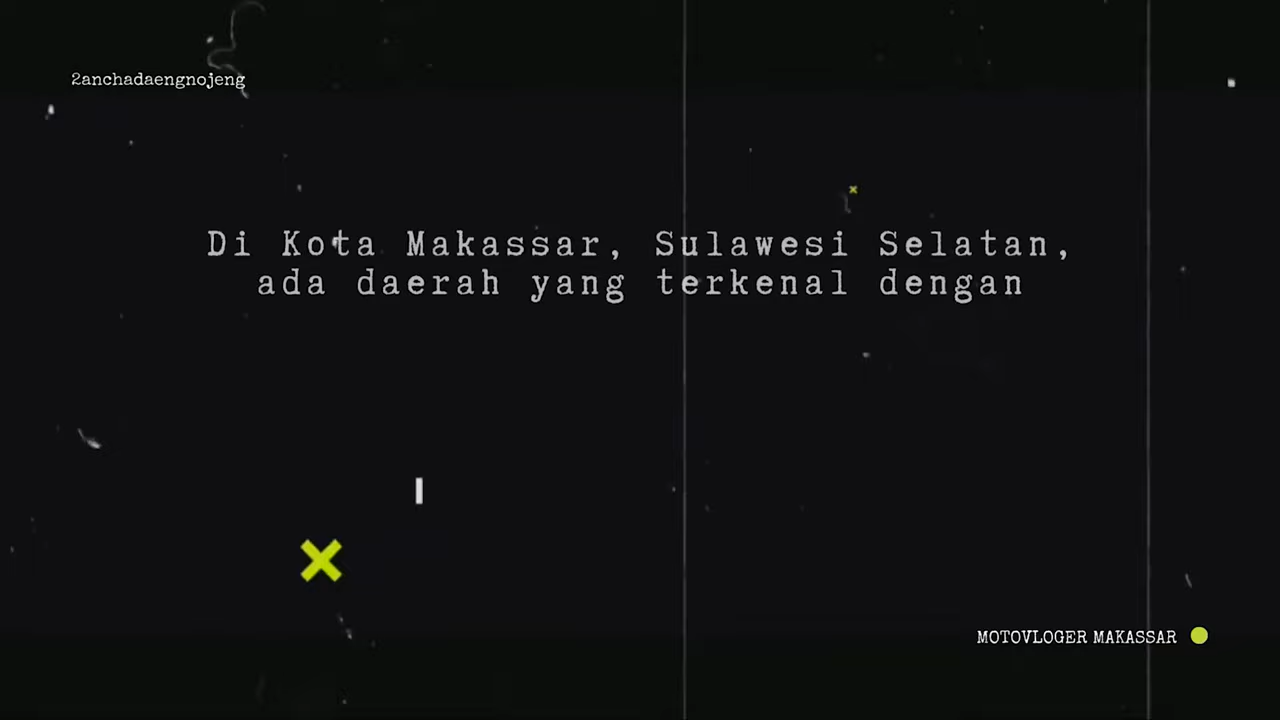 2anchadaengnojeng
Di Kota Makassar, Sulawesi Selatan,
ada daerah yang terkenal dengan
MOTOVLOGER MAKASSAR